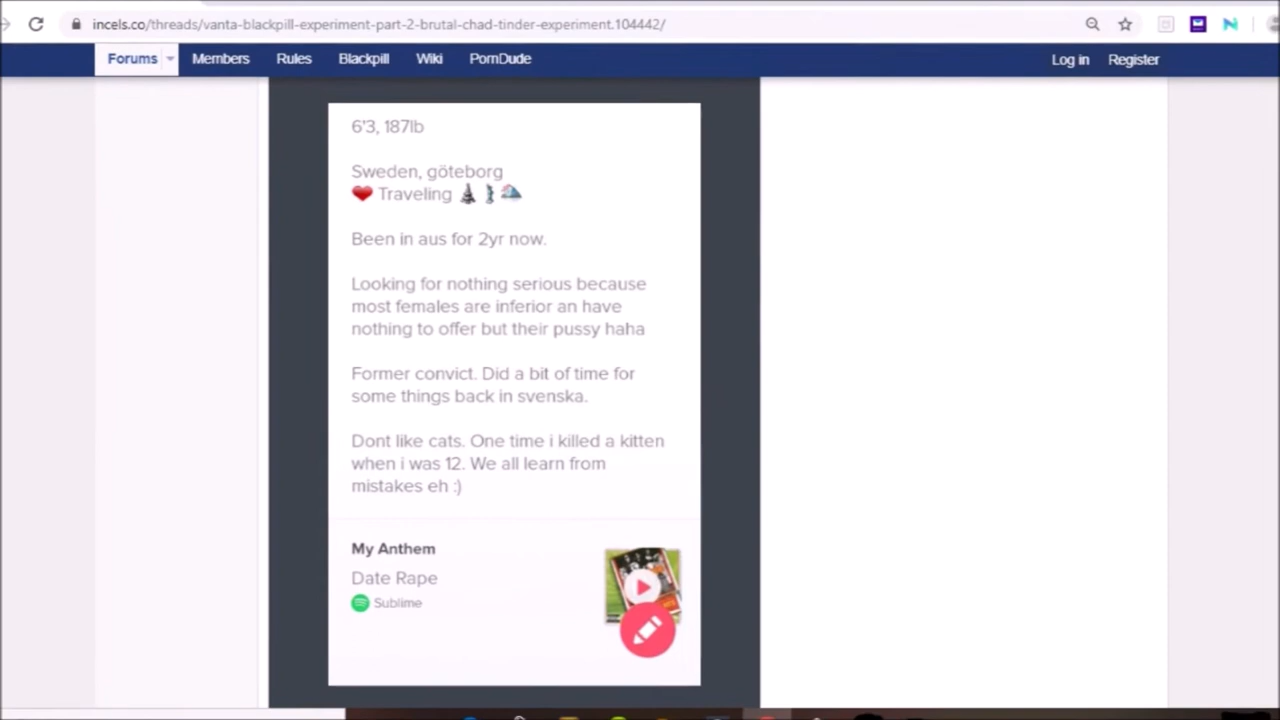 incels.co/threads/vanta-blackpill-experiment-part-2-brutal-chad-tinder-experiment.104442/
Forums Members Rules Blackpill Wiki PornDude Log in Register
6'3, 187lb
Sweden, göteborg
Traveling
Been in aus for 2yr now.
Looking for nothing serious because
most females are inferior an have
nothing to offer but their pussy haha
Former convict. Did a bit of time for
some things back in svenska.
Dont like cats. One time i killed a kitten
when i was 12. We all learn from
mistakes eh :)
My Anthem
Date Rape
Sublime